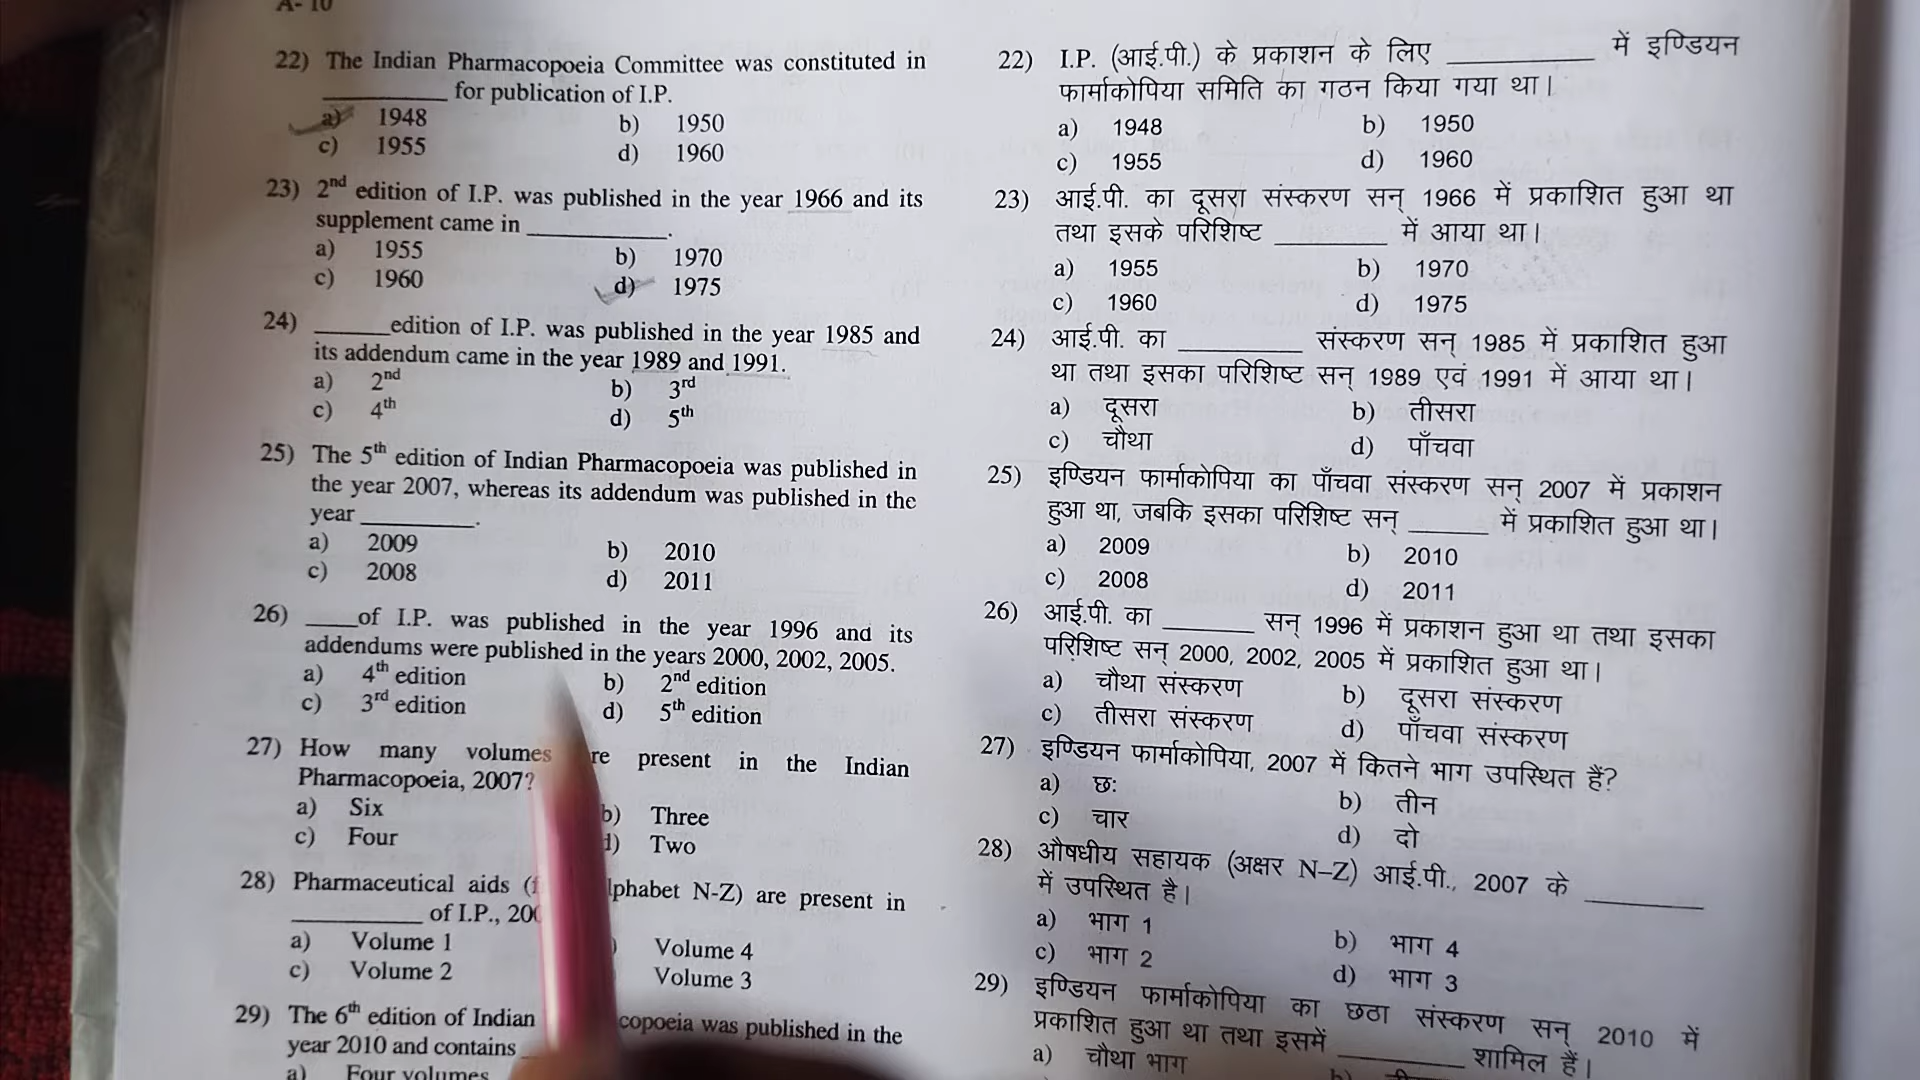 A- 10
22) The Indian Pharmacopoeia Committee was constituted in
__________ for publication of I.P.
a) 1948 b) 1950
c) 1955 d) 1960
23) 2nd edition of I.P. was published in the year 1966 and its
supplement came in __________.
a) 1955 b) 1970
c) 1960 d) 1975
24) ______edition of I.P. was published in the year 1985 and
its addendum came in the year 1989 and 1991.
a) 2nd b) 3rd
c) 4th d) 5th
25) The 5th edition of Indian Pharmacopoeia was published in
the year 2007, whereas its addendum was published in the
year __________.
a) 2009 b) 2010
c) 2008 d) 2011
26) ____of I.P. was published in the year 1996 and its
addendums were published in the years 2000, 2002, 2005.
a) 4th edition b) 2nd edition
c) 3rd edition d) 5th edition
27) How many volumes present in the Indian
Pharmacopoeia, 2007?
a) Six b) Three
c) Four d) Two
28) Pharmaceutical aids N-Z) are present in
__________ of I.P.,
a) Volume 1 Volume 4
c) Volume 2 Volume 3
29) The 6th edition of Indian was published in the
year 2010 and contains
a) Four volumes
22) I.P. (आई.पी.) के प्रकाशन के लिए __________ में इण्डियन
फार्माकोपिया समिति का गठन किया गया था।
a) 1948 b) 1950
c) 1955 d) 1960
23) आई.पी. का दूसरा संस्करण सन् 1966 में प्रकाशित हुआ था
तथा इसके परिशिष्ट ________ में आया था।
a) 1955 b) 1970
c) 1960 d) 1975
24) आई.पी. का __________ संस्करण सन् 1985 में प्रकाशित हुआ
था तथा इसका परिशिष्ट सन् 1989 एवं 1991 में आया था।
a) दूसरा b) तीसरा
c) चौथा d) पाँचवा
25) इण्डियन फार्माकोपिया का पाँचवा संस्करण सन् 2007 में प्रकाशन
हुआ था, जबकि इसका परिशिष्ट सन् ______ में प्रकाशित हुआ था।
a) 2009 b) 2010
c) 2008 d) 2011
26) आई.पी. का _______ सन् 1996 में प्रकाशन हुआ था तथा इसका
परिशिष्ट सन् 2000, 2002, 2005 में प्रकाशित हुआ था।
a) चौथा संस्करण b) दूसरा संस्करण
c) तीसरा संस्करण d) पाँचवा संस्करण
27) इण्डियन फार्माकोपिया, 2007 में कितने भाग उपस्थित हैं?
a) छः b) तीन
c) चार d) दो
28) औषधीय सहायक (अक्षर N–Z) आई.पी., 2007 के _________
में उपस्थित है।
a) भाग 1 b) भाग 4
c) भाग 2 d) भाग 3
29) इण्डियन फार्माकोपिया का छठा संस्करण सन् 2010 में
प्रकाशित हुआ था तथा इसमें __________ शामिल हैं।
a) चौथा भाग